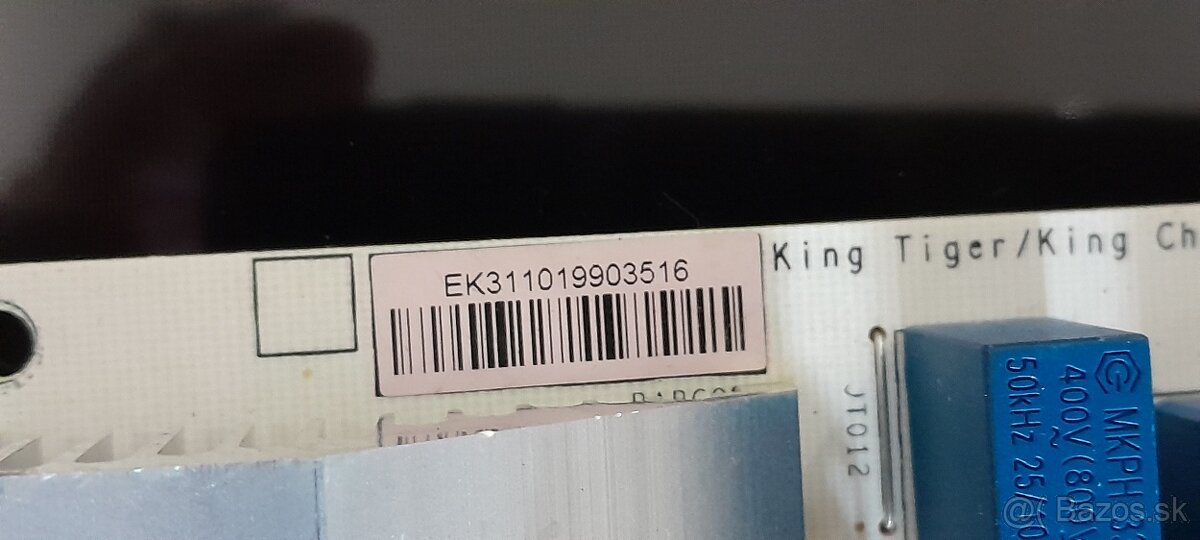 EK311019903516
King Tiger/King Ch
JT012
MKPH
400V (80
50kHz 25/
Bazos.sk